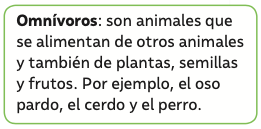 Omnívoros: son animales que
se alimentan de otros animales
y también de plantas, semillas
y frutos. Por ejemplo, el oso
pardo, el cerdo y el perro.